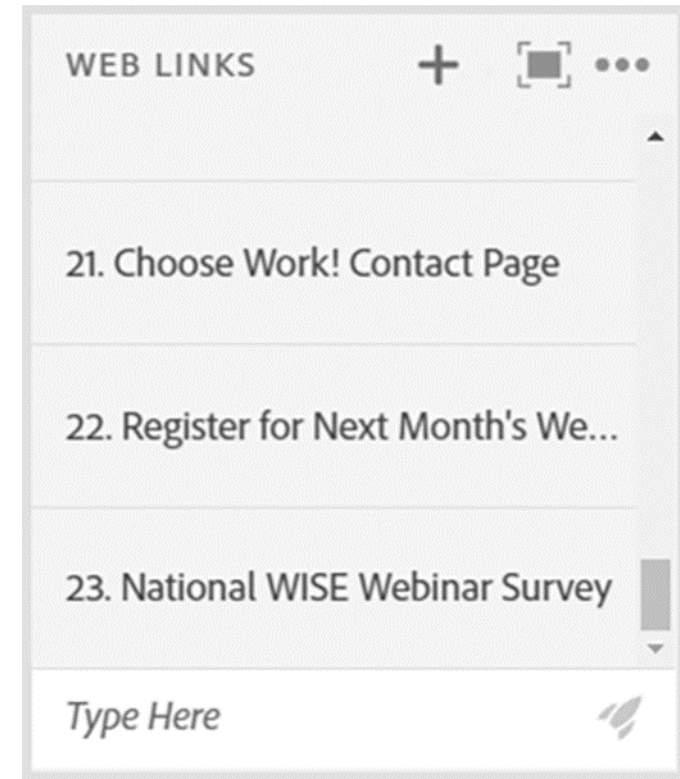 WEB LINKS
21. Choose Work! Contact Page
22. Register for Next Month's We...
23. National WISE Webinar Survey
Type Here